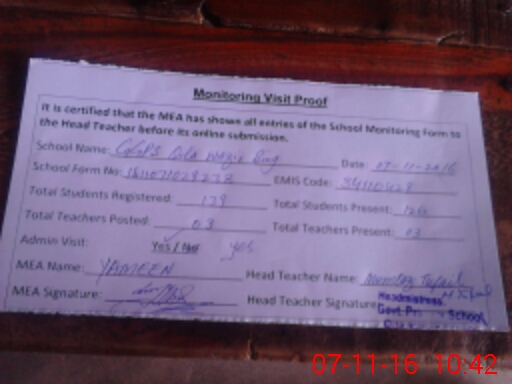 Monitoring Visit Proof
It is certified that the MEA has shown all entries of the School Monitoring Form to
the Head Teacher before its online submission.
School Name: GGPS Date 07-11-2016
School Form No: EMIS Code:
Total Students Registered: 179 Total Students Present:
Total Teachers Posted: 03 Total Teachers Present: 03
Admin Visit: Yes / No yes
MEA Name: YAMEEN Head Teacher Name
MEA Signature: Head Teacher Signature
Headmistress
Govt. School
07-11-16 10:42